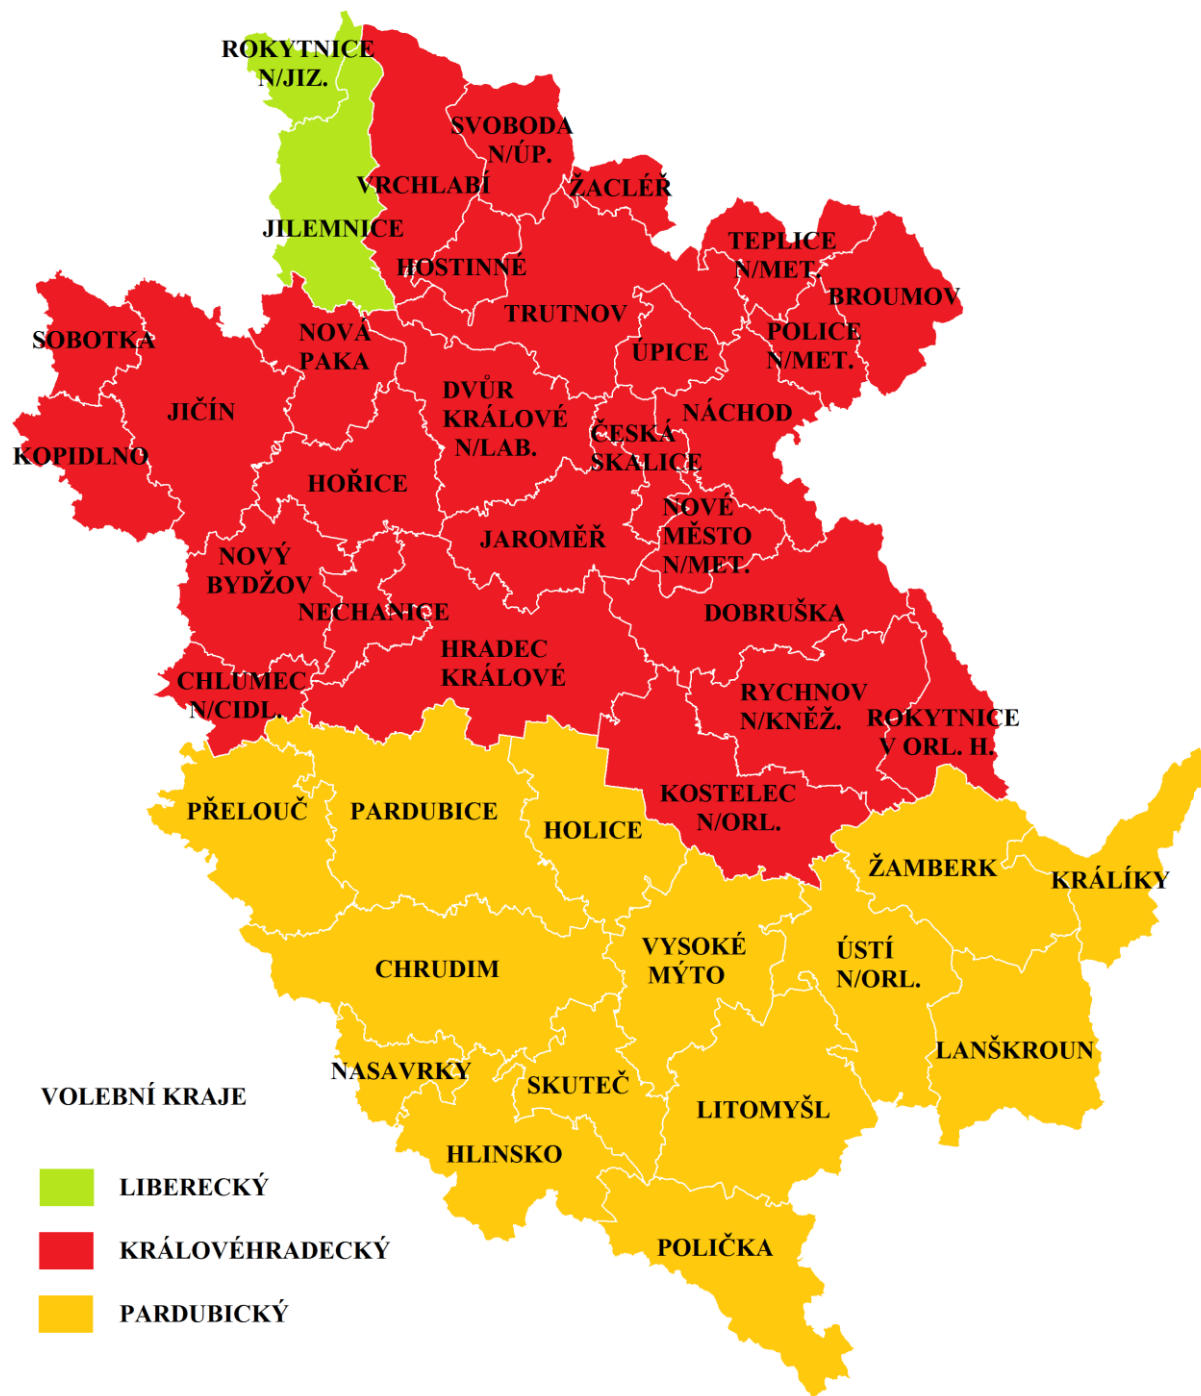 ROKYTNICE
N/JIZ.
SVOBODA
N/ÚP.
VRCHLABÍ
ŽACLÉŘ
JILEMNICE
TEPLICE
N/MET.
HOSTINNÉ
BROUMOV
TRUTNOV
SOBOTKA
NOVÁ
PAKA
POLICE
N/MET.
ÚPICE
JIČÍN
DVŮR
KRÁLOVÉ
N/LAB.
NÁCHOD
ČESKÁ
SKALICE
KOPIDLNO
HOŘICE
NOVÉ
MĚSTO
N/MET.
JAROMĚŘ
NOVÝ
BYDŽOV
NECHANICE
DOBRUŠKA
HRADEC
KRÁLOVÉ
CHLUMEC
N/CIDL.
RYCHNOV
N/KNĚŽ.
ROKYTNICE
V ORL. H.
KOSTELEC
N/ORL.
PŘELOUČ
PARDUBICE
HOLICE
ŽAMBERK
KRÁLÍKY
CHRUDIM
VYSOKÉ
MÝTO
ÚSTÍ
N/ORL.
LANŠKROUN
NASAVRKY
SKUTEČ
LITOMYŠL
HLINSKO
POLIČKA
VOLEBNÍ KRAJE
LIBERECKÝ
KRÁLOVÉHRADECKÝ
PARDUBICKÝ